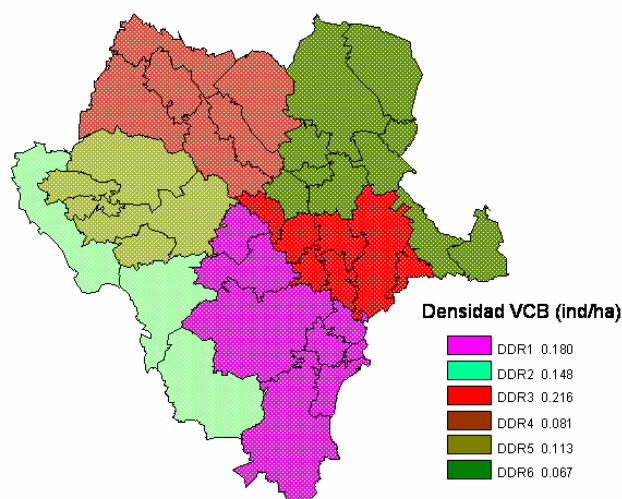 Densidad VCB (ind/ha)
DDR1 0.180
DDR2 0.148
DDR3 0.216
DDR4 0.081
DDR5 0.113
DDR6 0.067